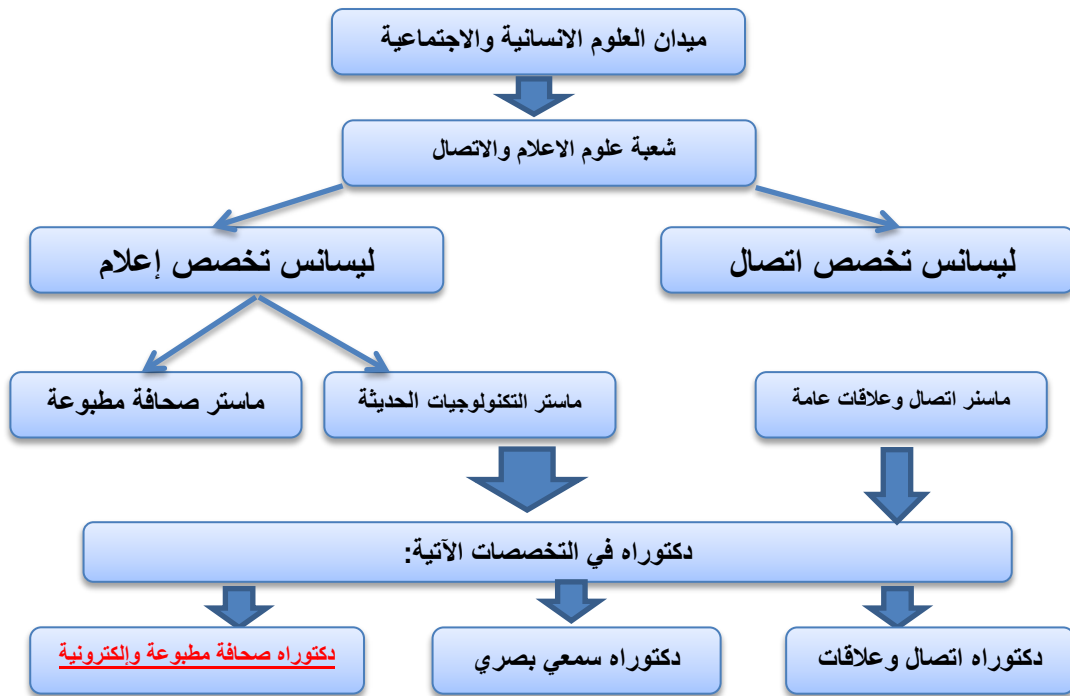 ميدان العلوم الانسانية والاجتماعية
شعبة علوم الاعلام والاتصال
ليسانس تخصص اتصال
ليسانس تخصص إعلام
ماسنر اتصال وعلاقات عامة
ماستر التكنولوجيات الحديثة
ماستر صحافة مطبوعة
دكتوراه في التخصصات الآتية:
دكتوراه اتصال وعلاقات
دكتوراه سمعي بصري
دكتوراه صحافة مطبوعة وإلكترونية